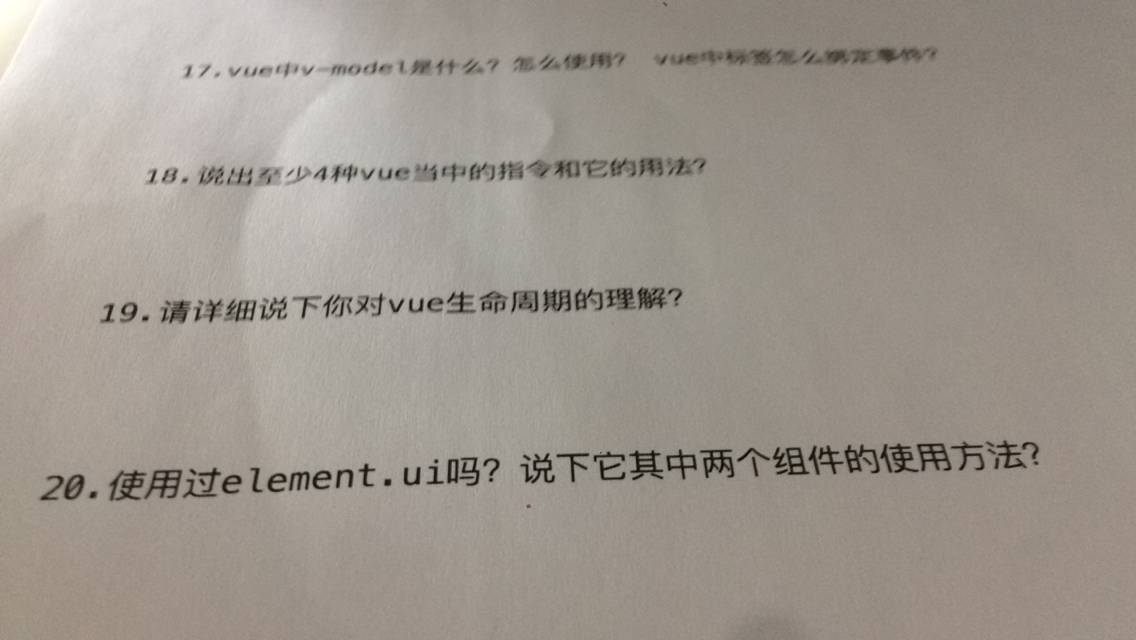 17.vue中v-model是什么？怎么使用？ vue中标签怎么绑定事件？
18.说出至少4种vue当中的指令和它的用法？
19.请详细说下你对vue生命周期的理解？
20.使用过element.ui吗？说下它其中两个组件的使用方法？